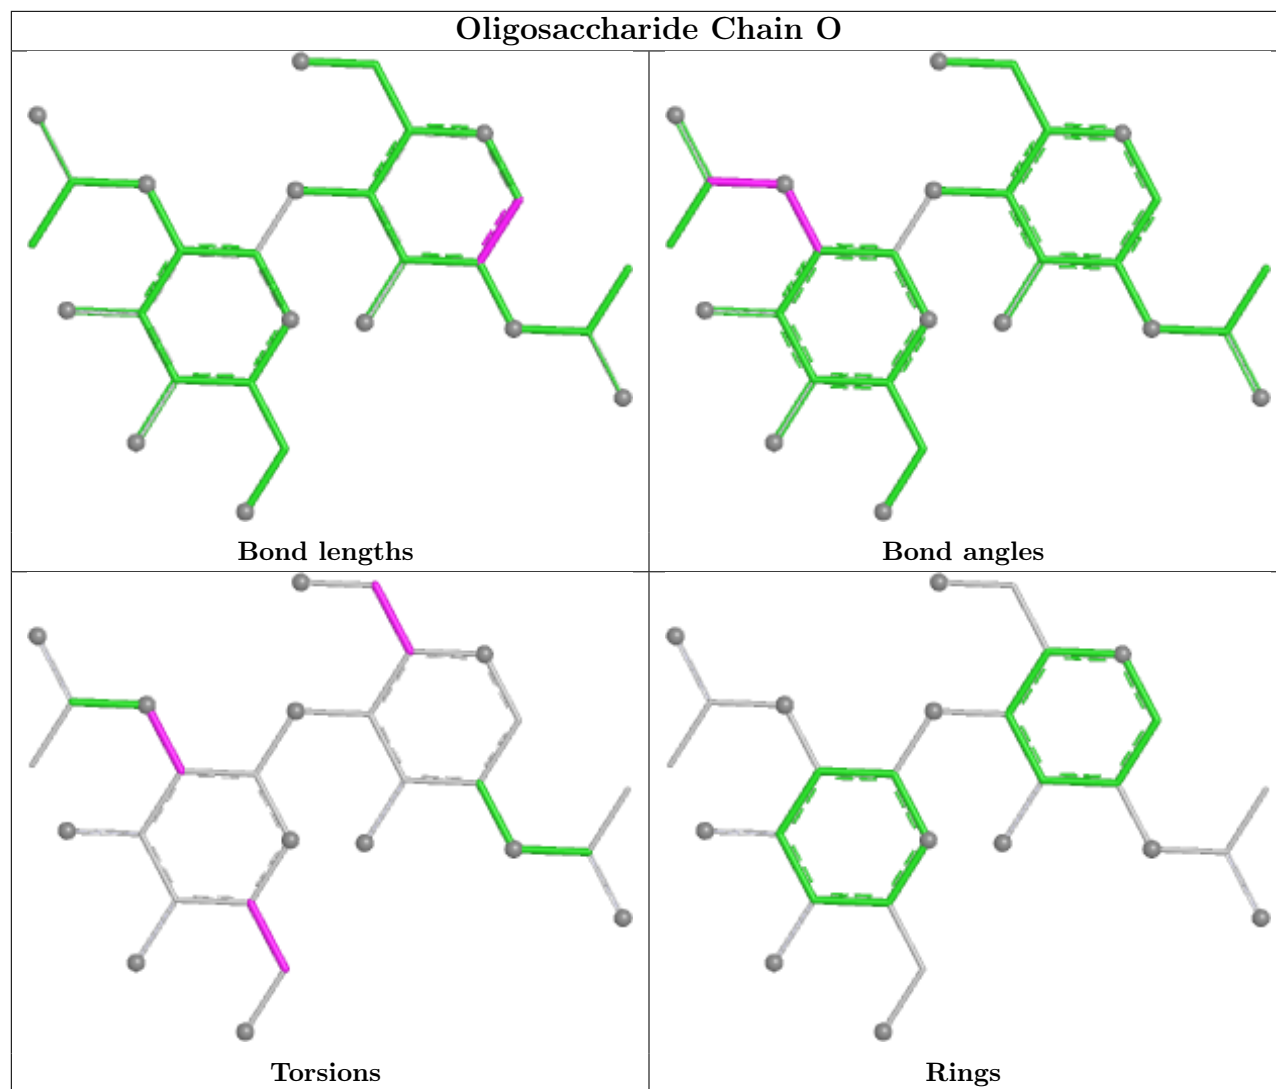 Oligosaccharide Chain O
Bond lengths
Bond angles
Torsions
Rings